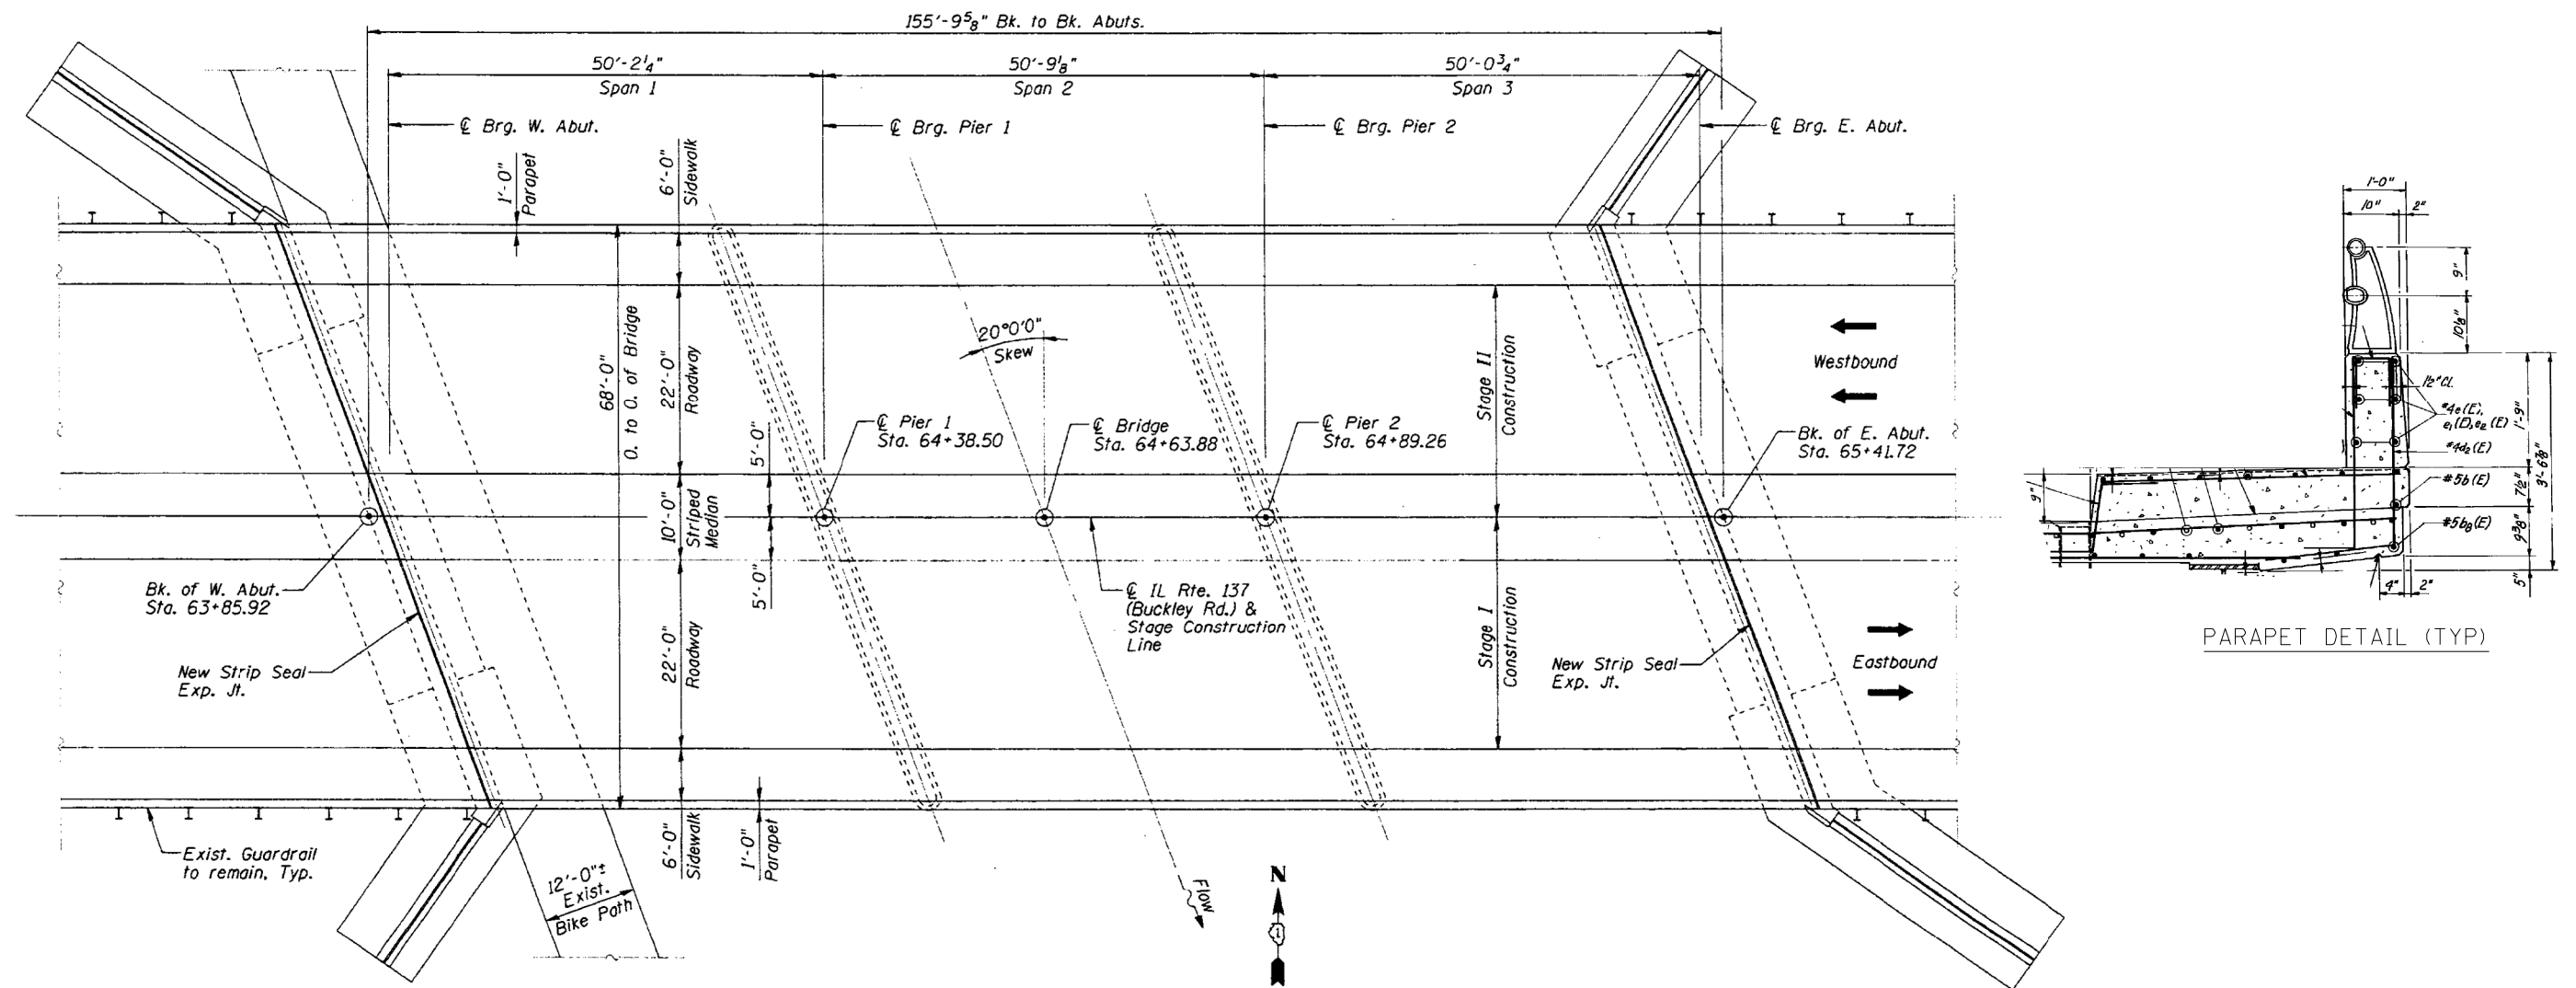 155'-9 5/8" Bk. to Bk. Abuts.
50'-2 1/4"
Span 1
50'-9 1/8"
Span 2
50'-0 3/4"
Span 3
℄ Brg. W. Abut.
℄ Brg. Pier 1
℄ Brg. Pier 2
℄ Brg. E. Abut.
1'-0"
Parapet
6'-0"
Sidewalk
68'-0"
O. to O. of Bridge
22'-0"
Roadway
20°0'0"
Skew
Stage II
Construction
Westbound
℄ Pier 1
Sta. 64+38.50
℄ Bridge
Sta. 64+63.88
℄ Pier 2
Sta. 64+89.26
Bk. of E. Abut.
Sta. 65+41.72
5'-0"
10'-0"
Striped
Median
5'-0"
Bk. of W. Abut.
Sta. 63+85.92
℄ IL Rte. 137
(Buckley Rd.) &
Stage Construction
Line
New Strip Seal
Exp. Jt.
22'-0"
Roadway
Stage I
Construction
New Strip Seal
Exp. Jt.
Eastbound
Exist. Guardrail
to remain, Typ.
6'-0"
Sidewalk
1'-0"
Parapet
12'-0"±
Exist.
Bike Path
Flow
N
1'-0"
10"
2"
9"
10 1/8"
1 1/2" Cl.
#4e(E),
e1(E), e2(E)
#4d2(E)
1'-9"
3'-6 7/8"
#5b(E)
7 1/2"
9"
#5b8(E)
9 3/8"
5"
4"
2"
PARAPET DETAIL (TYP)